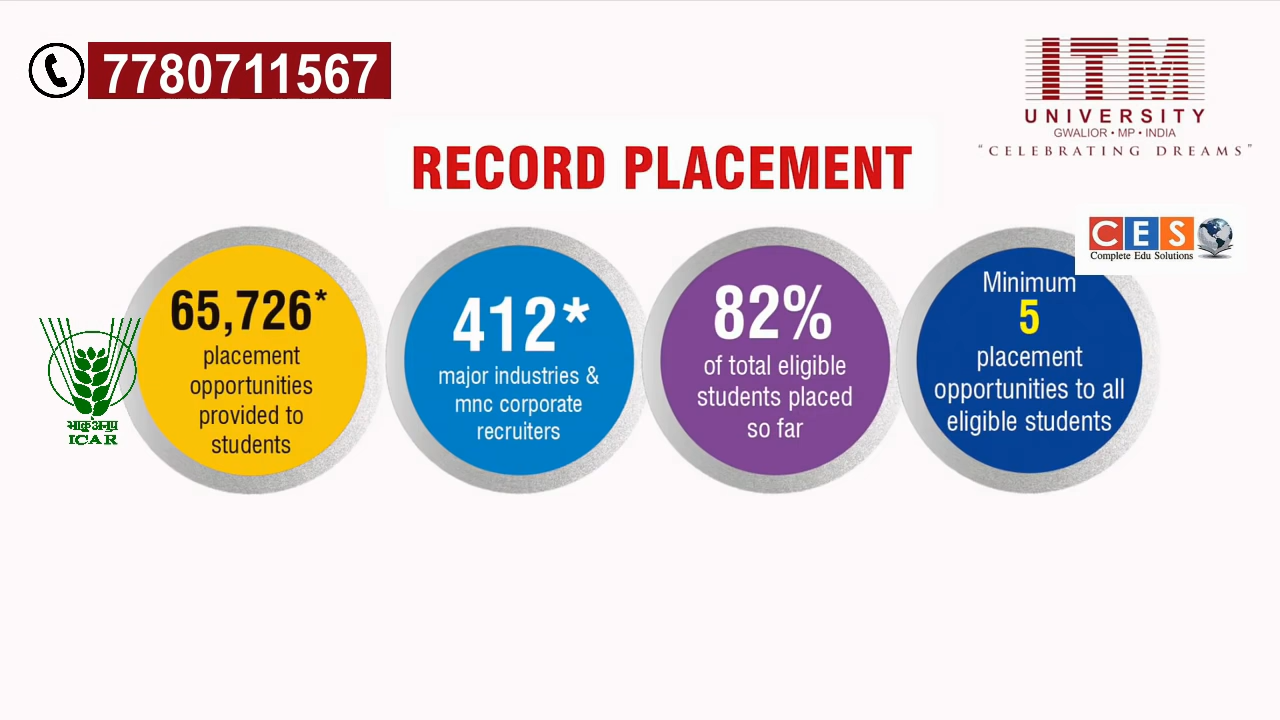 7780711567
ITM
UNIVERSITY
GWALIOR • MP • INDIA
"CELEBRATING DREAMS"
RECORD PLACEMENT
CES
Complete Edu Solutions
65,726*
placement
opportunities
provided to
students
412*
major industries &
mnc corporate
recruiters
82%
of total eligible
students placed
so far
Minimum
5
placement
opportunities to all
eligible students
भाकृअनुप
ICAR